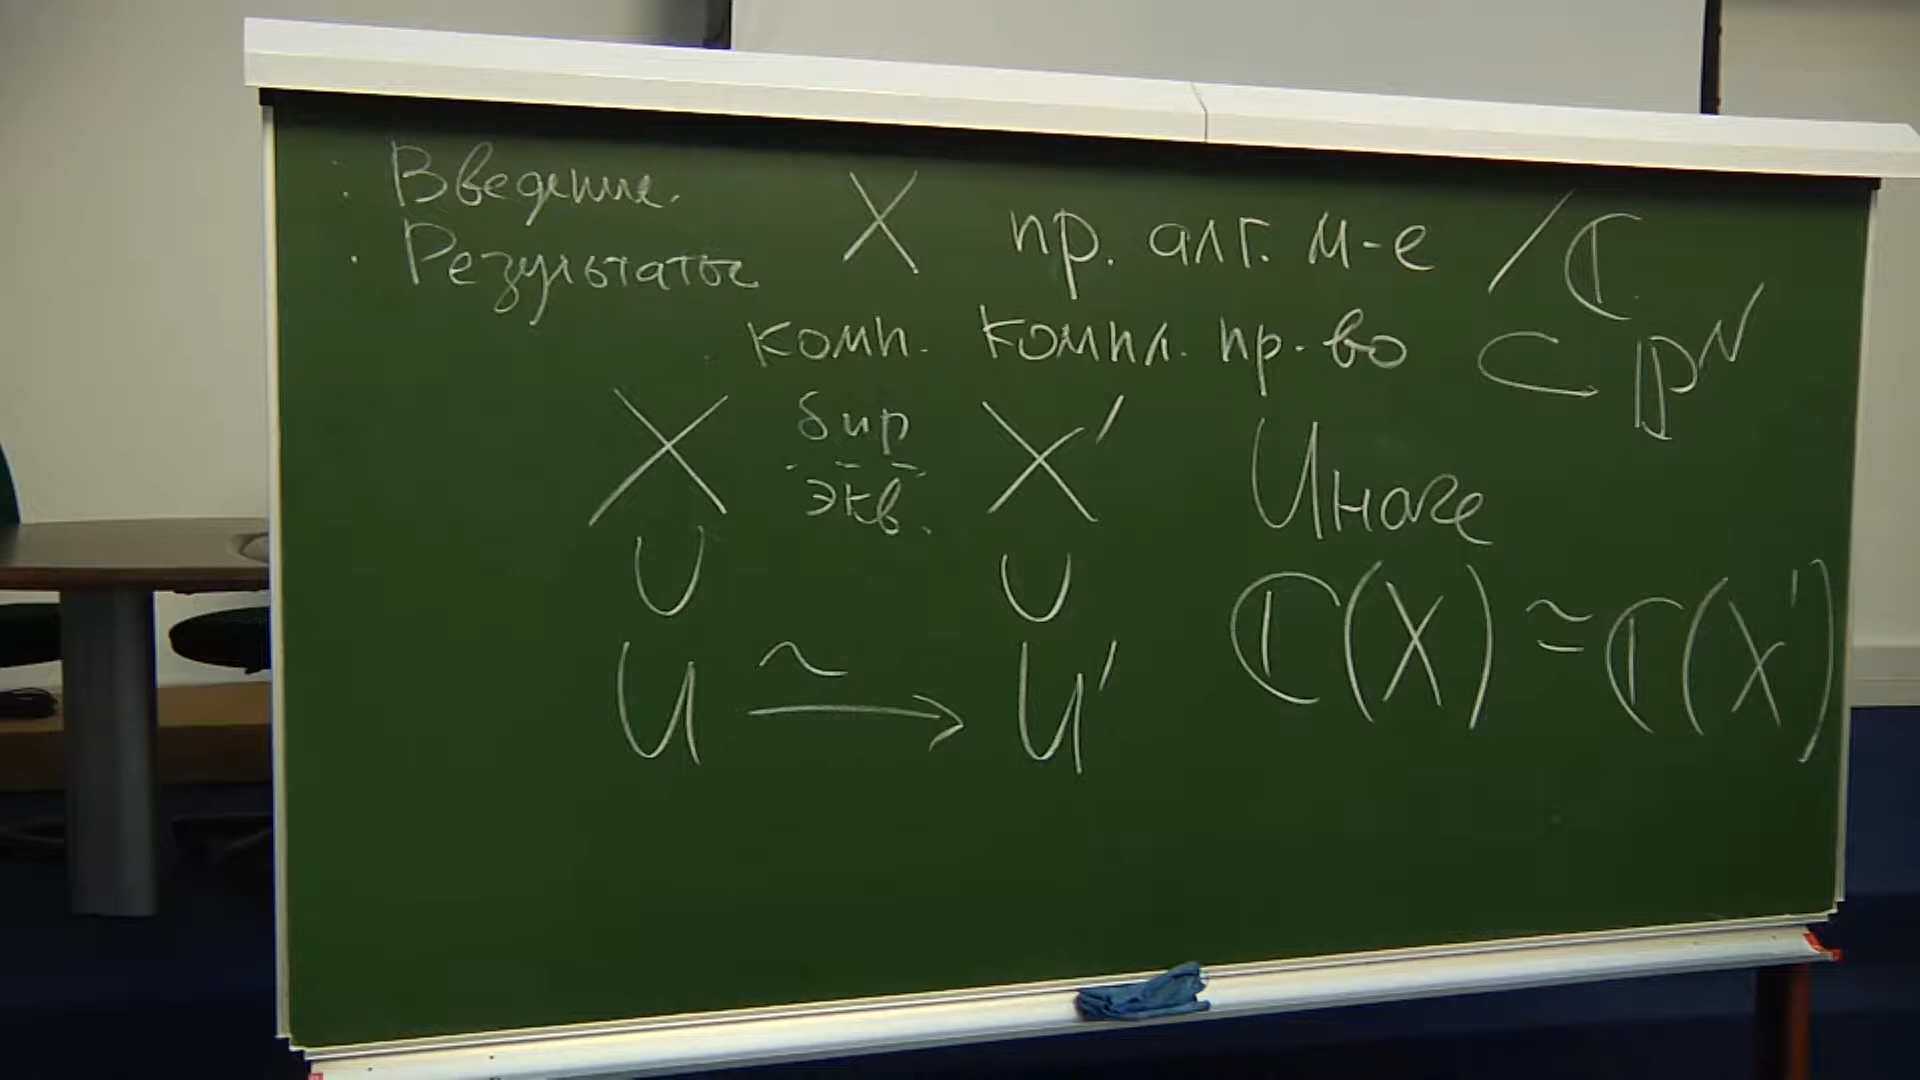 · Введение.
· Результаты
X пр. алг. м-е / ℂ
комп. компл. пр-во ⊂ ℙᴺ
X бир экв. X′ Иначе
∪ ∪
U ⥲ U′ ℂ(X) ≃ ℂ(X′)